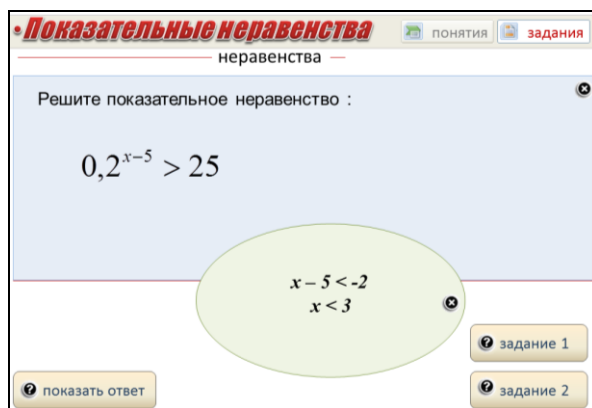 •Показательные неравенства
понятия
задания
неравенства
Решите показательное неравенство :
0,2^{x−5} > 25
x – 5 < -2
x < 3
задание 1
показать ответ
задание 2